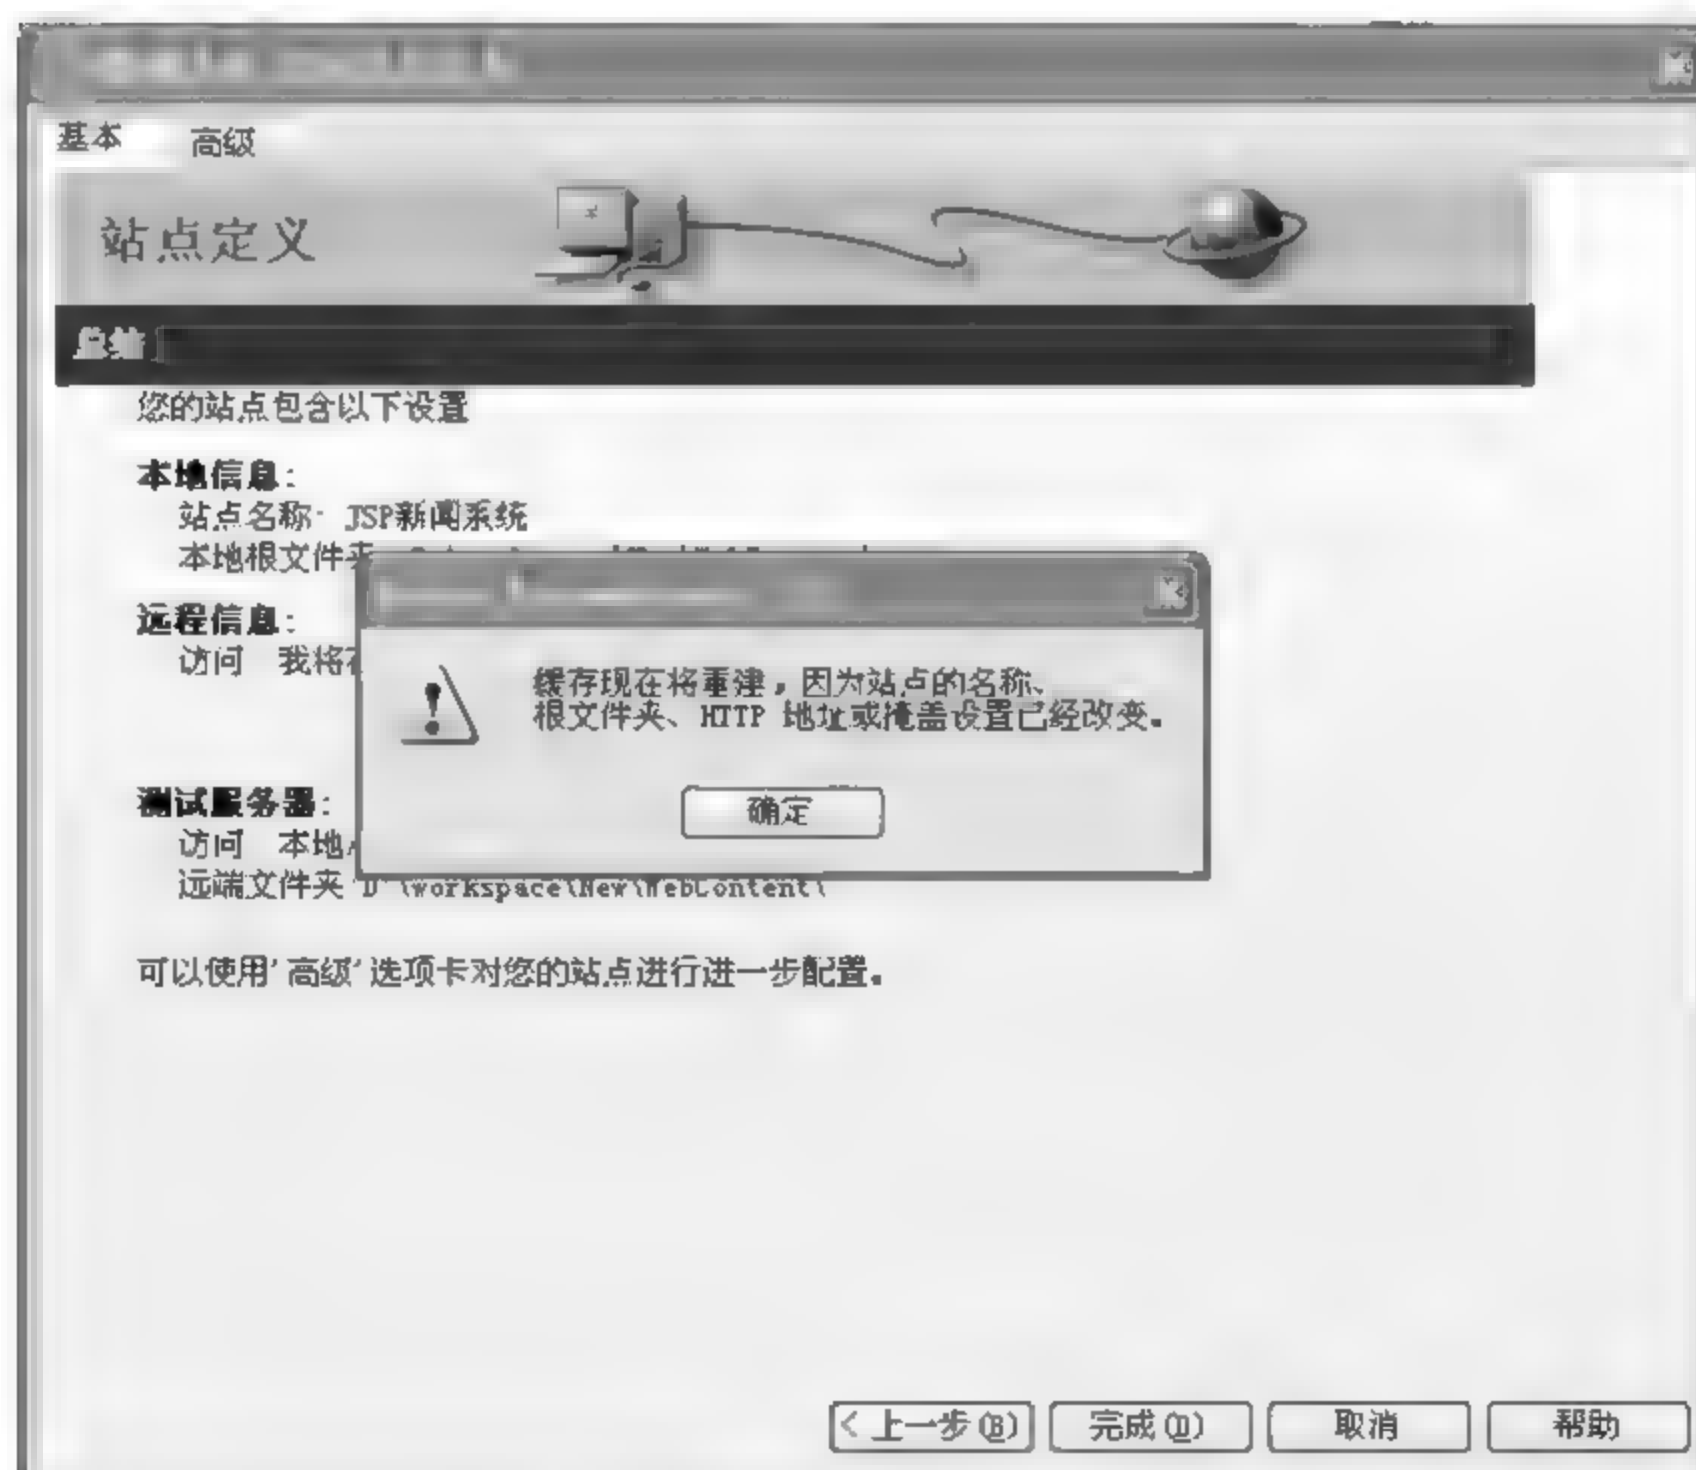 基本 高级
站点定义
总结
您的站点包含以下设置
本地信息:
站点名称: JSP新闻系统
本地根文件夹
远程信息:
访问 我将在
缓存现在将重建，因为站点的名称、
根文件夹、HTTP 地址或掩盖设置已经改变。
确定
测试服务器:
访问 本地
远端文件夹 D:\workspace\New\WebContent\
可以使用'高级'选项卡对您的站点进行进一步配置。
< 上一步(B) 完成(D) 取消 帮助